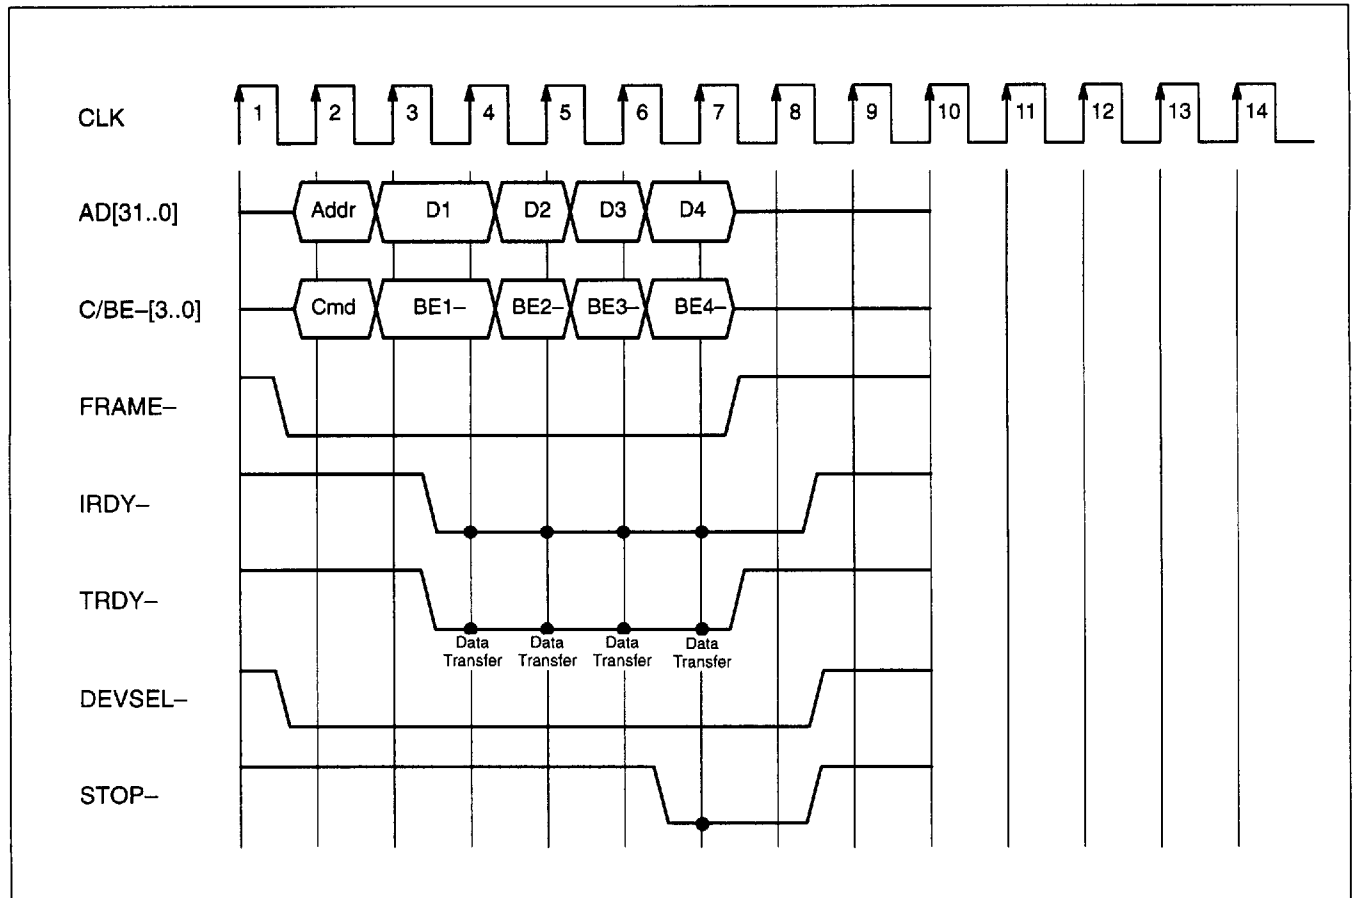 CLK 1 2 3 4 5 6 7 8 9 10 11 12 13 14
AD[31..0] Addr D1 D2 D3 D4
C/BE–[3..0] Cmd BE1– BE2– BE3– BE4–
FRAME–
IRDY–
TRDY–
Data Transfer
Data Transfer
Data Transfer
Data Transfer
DEVSEL–
STOP–